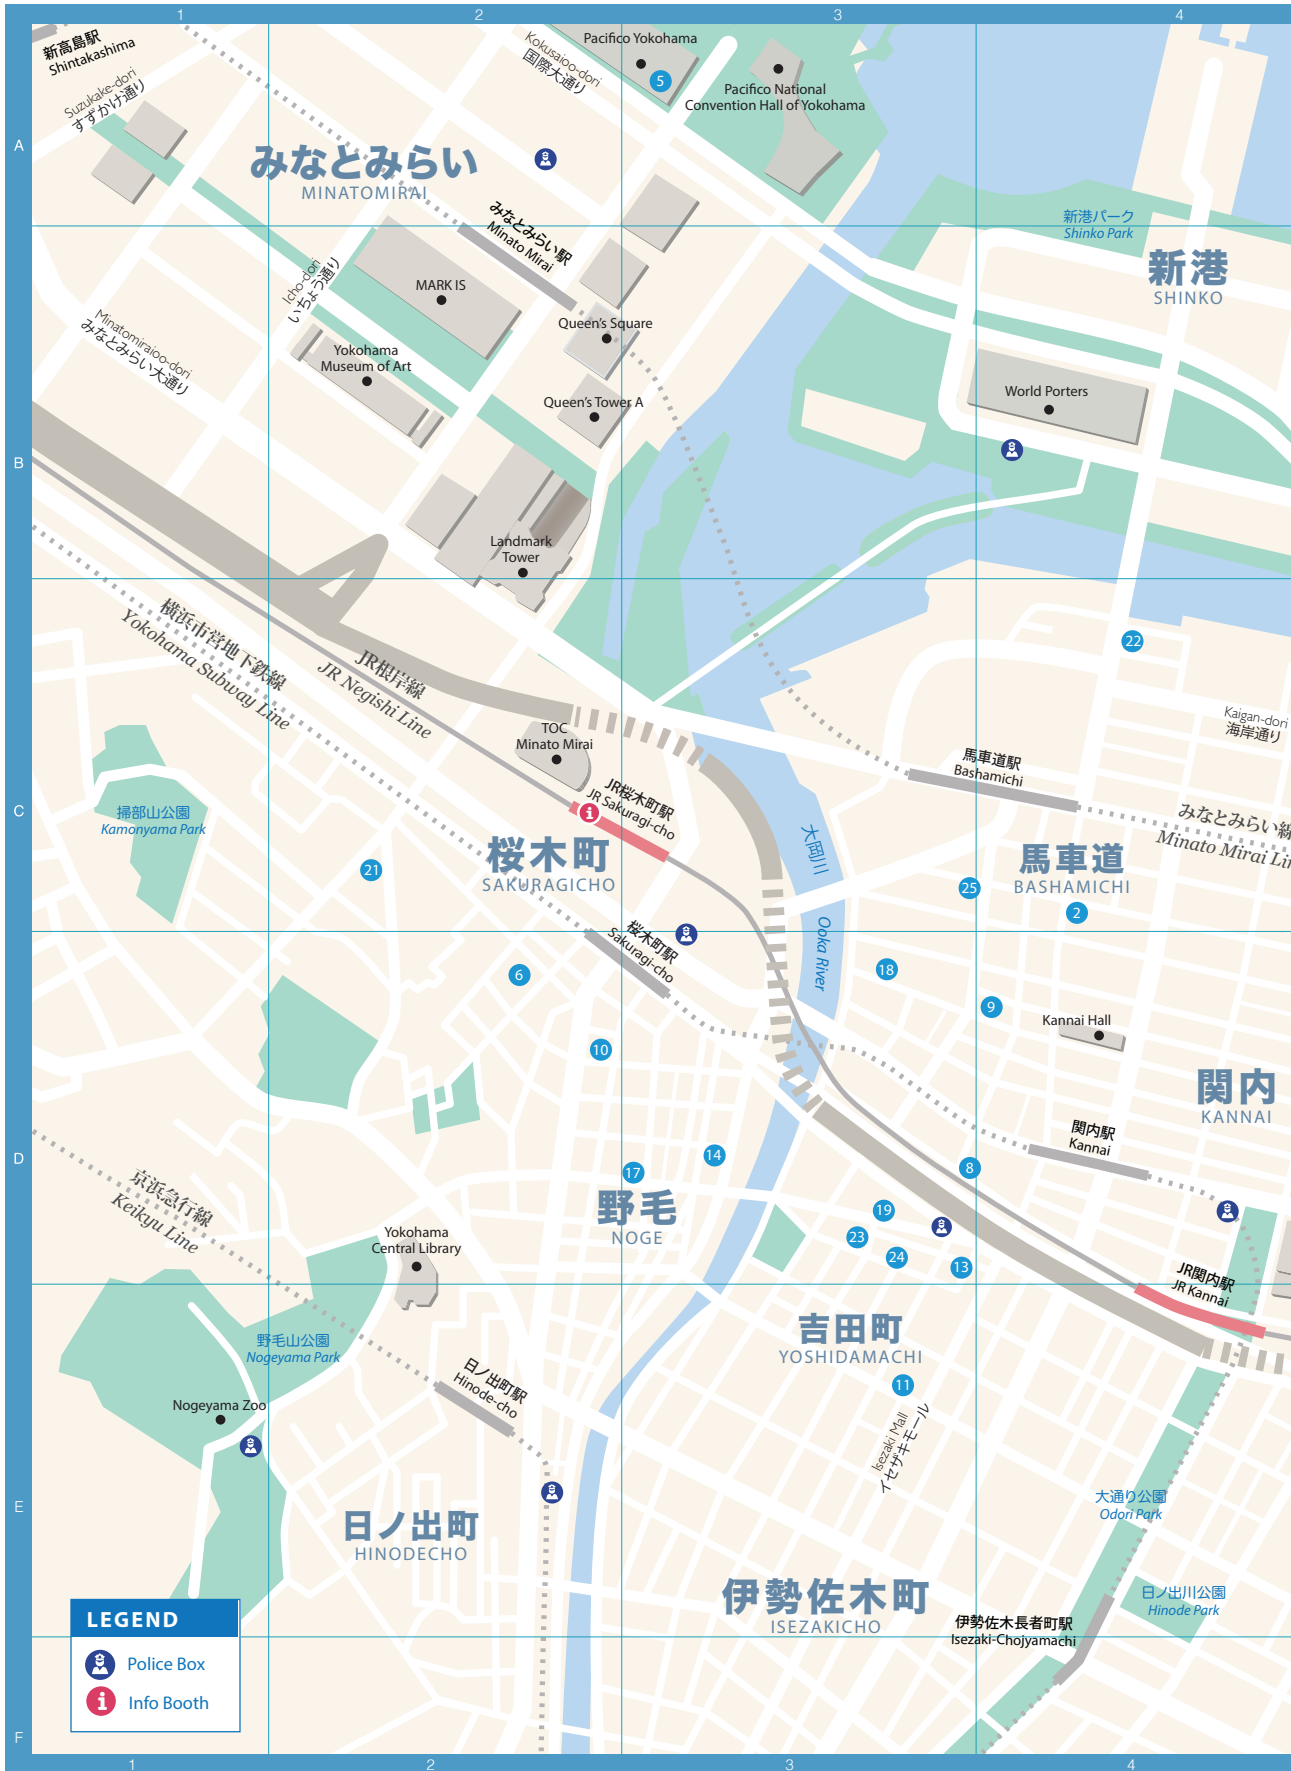 1
2
3
4
新高島駅
Shintakashima
Suzukake-dori
すずかけ通り
Kokusaioo-dori
国際大通り
Pacifico Yokohama
5
Pacifico National
Convention Hall of Yokohama
A
みなとみらい
MINATOMIRAI
みなとみらい駅
Minato Mirai
新港パーク
Shinko Park
新港
SHINKO
Icho-dori
いちょう通り
MARK IS
Minatomiraioo-dori
みなとみらい大通り
Queen's Square
Yokohama
Museum of Art
Queen's Tower A
World Porters
B
Landmark
Tower
横浜市営地下鉄線
Yokohama Subway Line
JR根岸線
JR Negishi Line
22
Kaigan-dori
海岸通り
TOC
Minato Mirai
馬車道駅
Bashamichi
JR桜木町駅
JR Sakuragi-cho
C
掃部山公園
Kamonyama Park
みなとみらい線
Minato Mirai Lin
大岡川
Ooka River
桜木町
SAKURAGICHO
馬車道
BASHAMICHI
21
25
2
桜木町駅
Sakuragi-cho
6
18
9
Kannai Hall
10
関内
KANNAI
関内駅
Kannai
D
14
17
8
京浜急行線
Keikyu Line
野毛
NOGE
19
23
24
13
Yokohama
Central Library
JR関内駅
JR Kannai
野毛山公園
Nogeyama Park
吉田町
YOSHIDAMACHI
日ノ出町駅
Hinode-cho
11
Nogeyama Zoo
Isezaki Mall
イセザキモール
E
大通り公園
Odori Park
日ノ出町
HINODECHO
伊勢佐木町
ISEZAKICHO
日ノ出川公園
Hinode Park
伊勢佐木長者町駅
Isezaki-Chojyamachi
LEGEND
Police Box
Info Booth
F
1
2
3
4